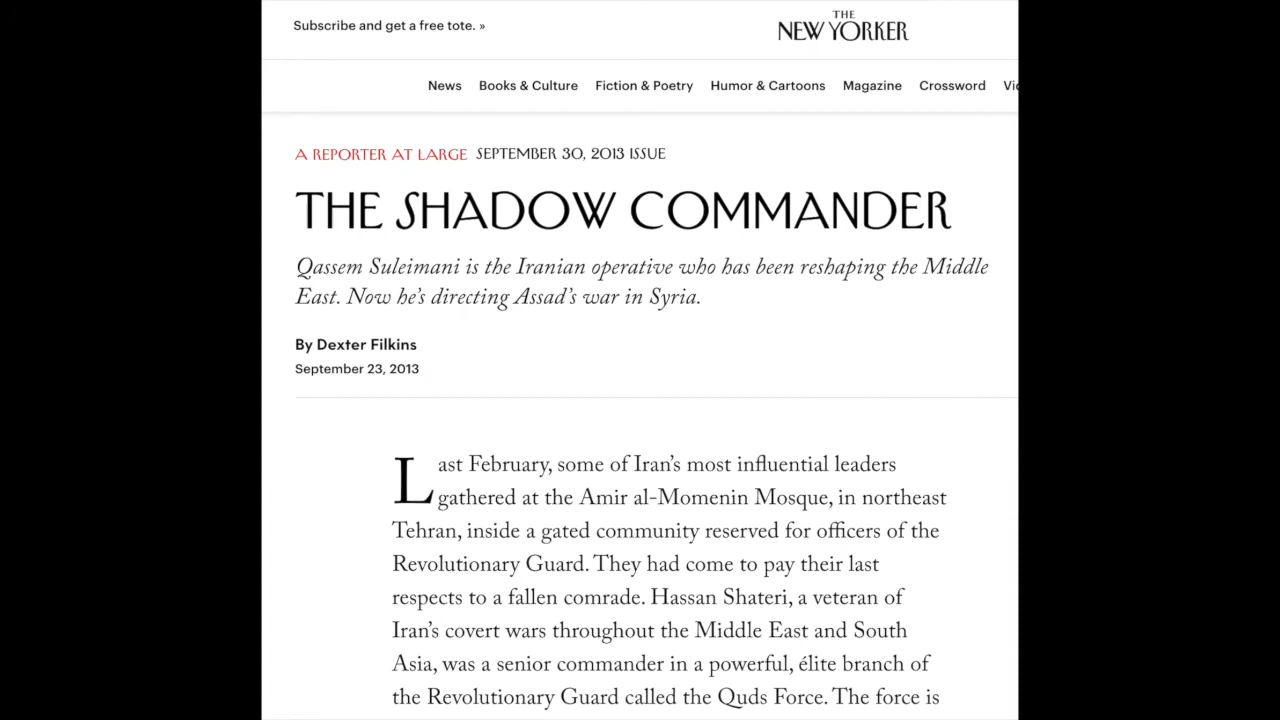 Subscribe and get a free tote. »
THE
NEW YORKER
News Books & Culture Fiction & Poetry Humor & Cartoons Magazine Crossword
A REPORTER AT LARGE SEPTEMBER 30, 2013 ISSUE
THE SHADOW COMMANDER
Qassem Suleimani is the Iranian operative who has been reshaping the Middle
East. Now he’s directing Assad’s war in Syria.
By Dexter Filkins
September 23, 2013
Last February, some of Iran’s most influential leaders
gathered at the Amir al-Momenin Mosque, in northeast
Tehran, inside a gated community reserved for officers of the
Revolutionary Guard. They had come to pay their last
respects to a fallen comrade. Hassan Shateri, a veteran of
Iran’s covert wars throughout the Middle East and South
Asia, was a senior commander in a powerful, élite branch of
the Revolutionary Guard called the Quds Force. The force is